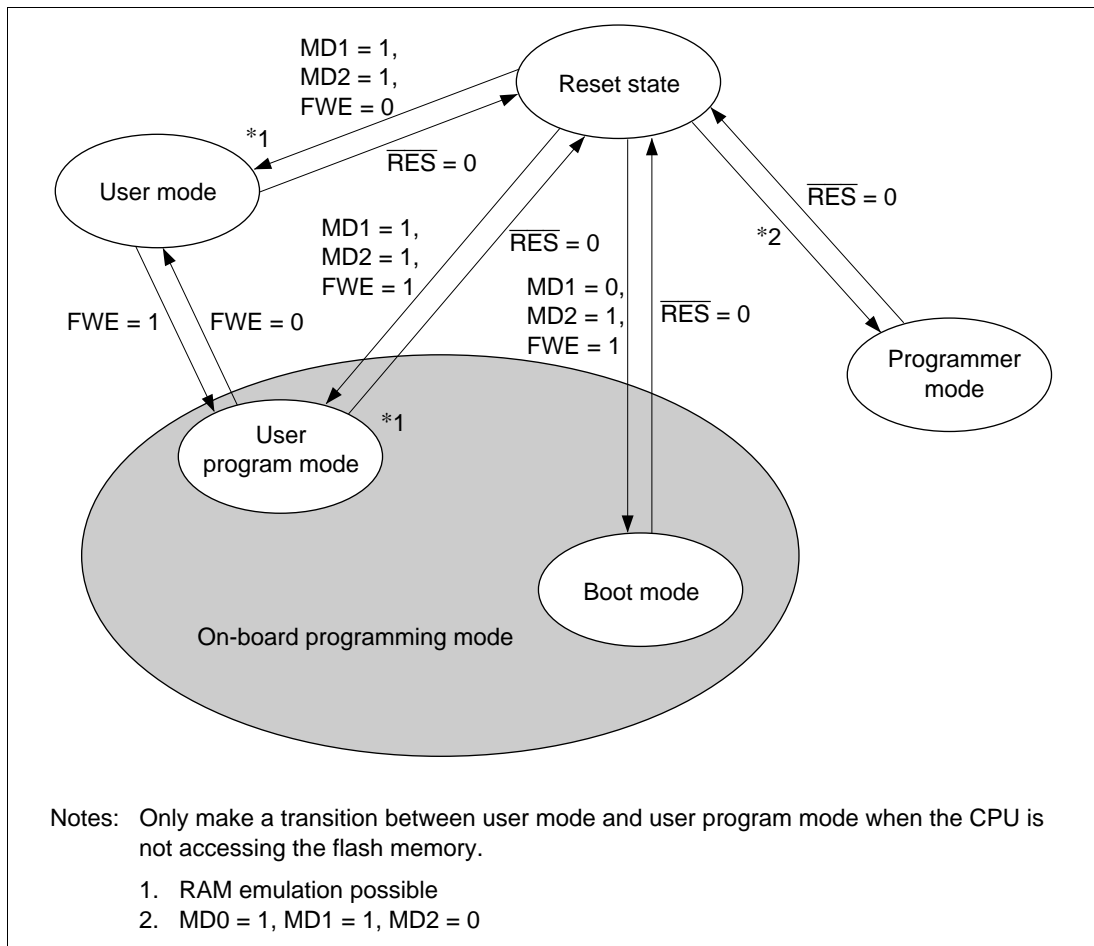 MD1 = 1,
MD2 = 1,
FWE = 0
Reset state
*1
RES = 0
User mode
MD1 = 1,
MD2 = 1,
FWE = 1
RES = 0
*2
RES = 0
FWE = 1
FWE = 0
MD1 = 0,
MD2 = 1,
FWE = 1
RES = 0
Programmer
mode
User
program mode
*1
Boot mode
On-board programming mode
Notes: Only make a transition between user mode and user program mode when the CPU is
not accessing the flash memory.
1. RAM emulation possible
2. MD0 = 1, MD1 = 1, MD2 = 0